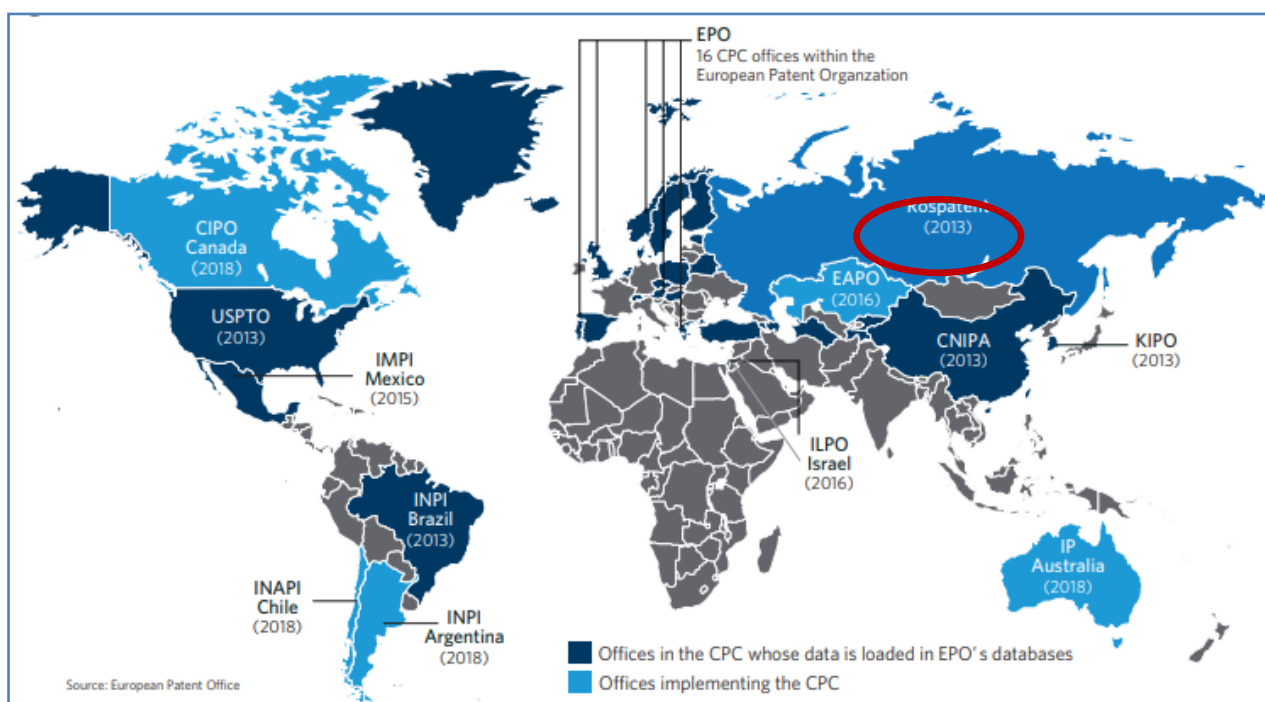 EPO
16 CPC offices within the
European Patent Organzation
CIPO
Canada
(2018)
Rospatent
(2013)
EAPO
(2016)
USPTO
(2013)
CNIPA
(2013)
KIPO
(2013)
IMPI
Mexico
(2015)
ILPO
Israel
(2016)
INPI
Brazil
(2013)
IP
Australia
(2018)
INAPI
Chile
(2018)
INPI
Argentina
(2018)
Offices in the CPC whose data is loaded in EPO's databases
Offices implementing the CPC
Source: European Patent Office